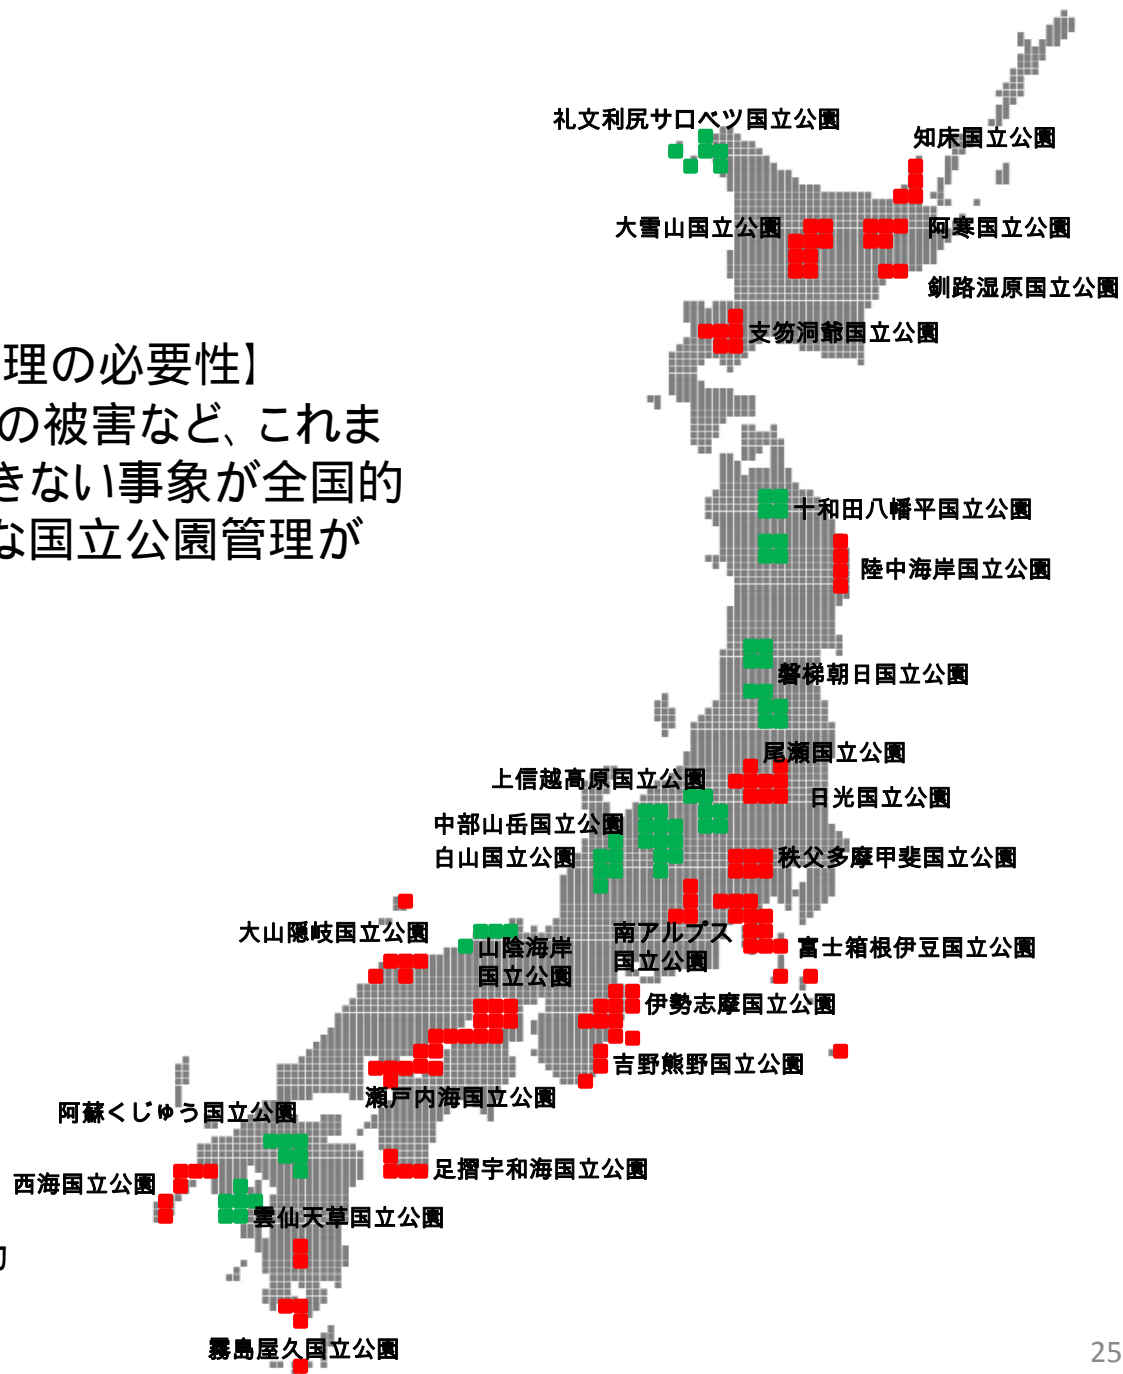 礼文利尻サロベツ国立公園
知床国立公園
大雪山国立公園
阿寒国立公園
釧路湿原国立公園
支笏洞爺国立公園
理の必要性】
の被害など、これま
きない事象が全国的
な国立公園管理が
十和田八幡平国立公園
陸中海岸国立公園
磐梯朝日国立公園
尾瀬国立公園
上信越高原国立公園
日光国立公園
中部山岳国立公園
白山国立公園
秩父多摩甲斐国立公園
大山隠岐国立公園
山陰海岸
国立公園
南アルプス
国立公園
富士箱根伊豆国立公園
伊勢志摩国立公園
吉野熊野国立公園
瀬戸内海国立公園
阿蘇くじゅう国立公園
足摺宇和海国立公園
西海国立公園
雲仙天草国立公園
霧島屋久国立公園
25